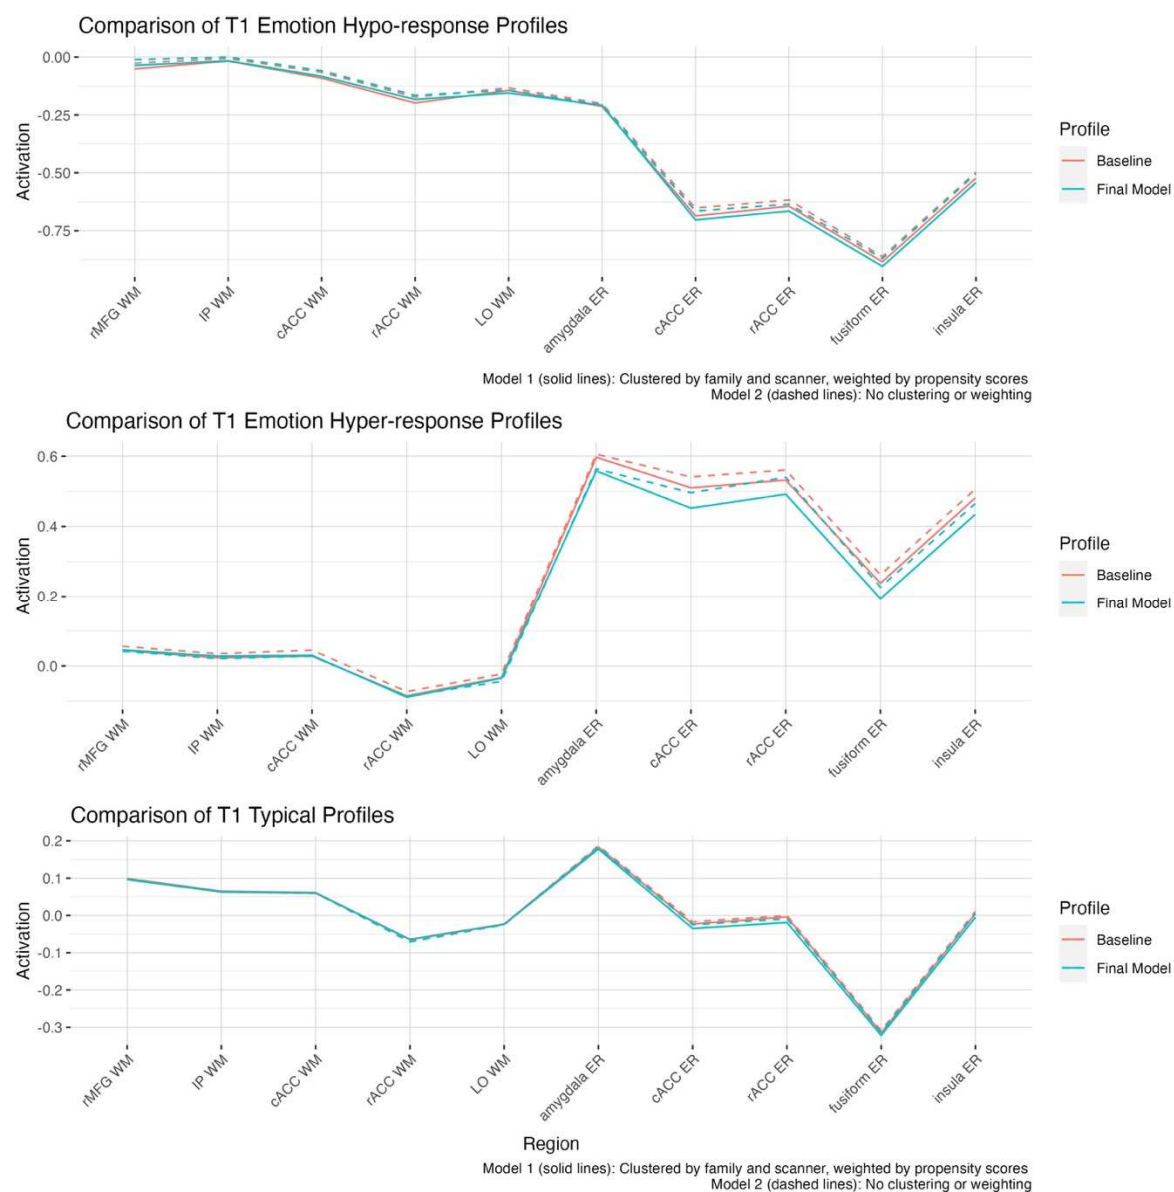 Comparison of T1 Emotion Hypo-response Profiles
0.00
-0.25
-0.50
-0.75
Activation
rMFG WM
IP WM
cACC WM
rACC WM
LO WM
amygdala ER
cACC ER
rACC ER
fusiform ER
insula ER
Profile
Baseline
Final Model
Model 1 (solid lines): Clustered by family and scanner, weighted by propensity scores
Model 2 (dashed lines): No clustering or weighting
Comparison of T1 Emotion Hyper-response Profiles
0.6
0.4
0.2
0.0
Activation
rMFG WM
IP WM
cACC WM
rACC WM
LO WM
amygdala ER
cACC ER
rACC ER
fusiform ER
insula ER
Profile
Baseline
Final Model
Comparison of T1 Typical Profiles
0.2
0.1
0.0
-0.1
-0.2
-0.3
Activation
rMFG WM
IP WM
cACC WM
rACC WM
LO WM
amygdala ER
cACC ER
rACC ER
fusiform ER
insula ER
Profile
Baseline
Final Model
Region
Model 1 (solid lines): Clustered by family and scanner, weighted by propensity scores
Model 2 (dashed lines): No clustering or weighting